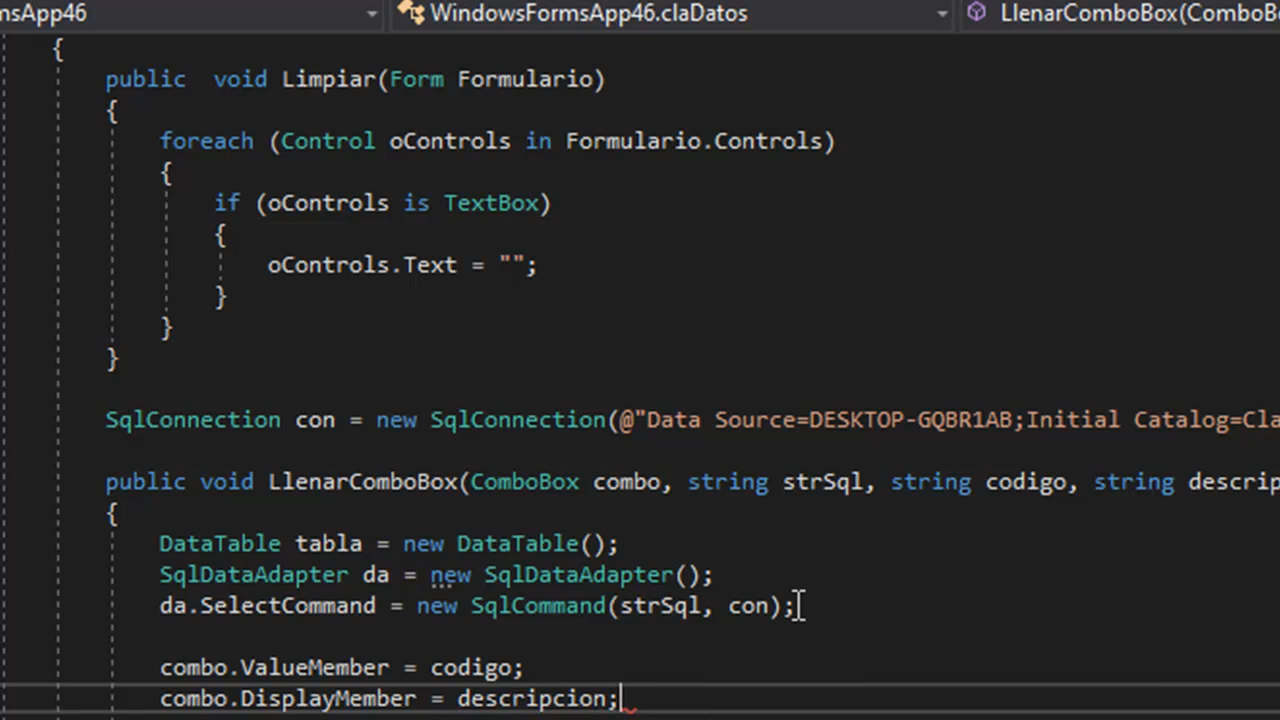 msApp46 WindowsFormsApp46.claDatos LlenarComboBox(ComboB
{
public void Limpiar(Form Formulario)
{
foreach (Control oControls in Formulario.Controls)
{
if (oControls is TextBox)
{
oControls.Text = "";
}
}
}
SqlConnection con = new SqlConnection(@"Data Source=DESKTOP-GQBR1AB;Initial Catalog=Cla
public void LlenarComboBox(ComboBox combo, string strSql, string codigo, string descrip
{
DataTable tabla = new DataTable();
SqlDataAdapter da = new SqlDataAdapter();
da.SelectCommand = new SqlCommand(strSql, con);
combo.ValueMember = codigo;
combo.DisplayMember = descripcion;